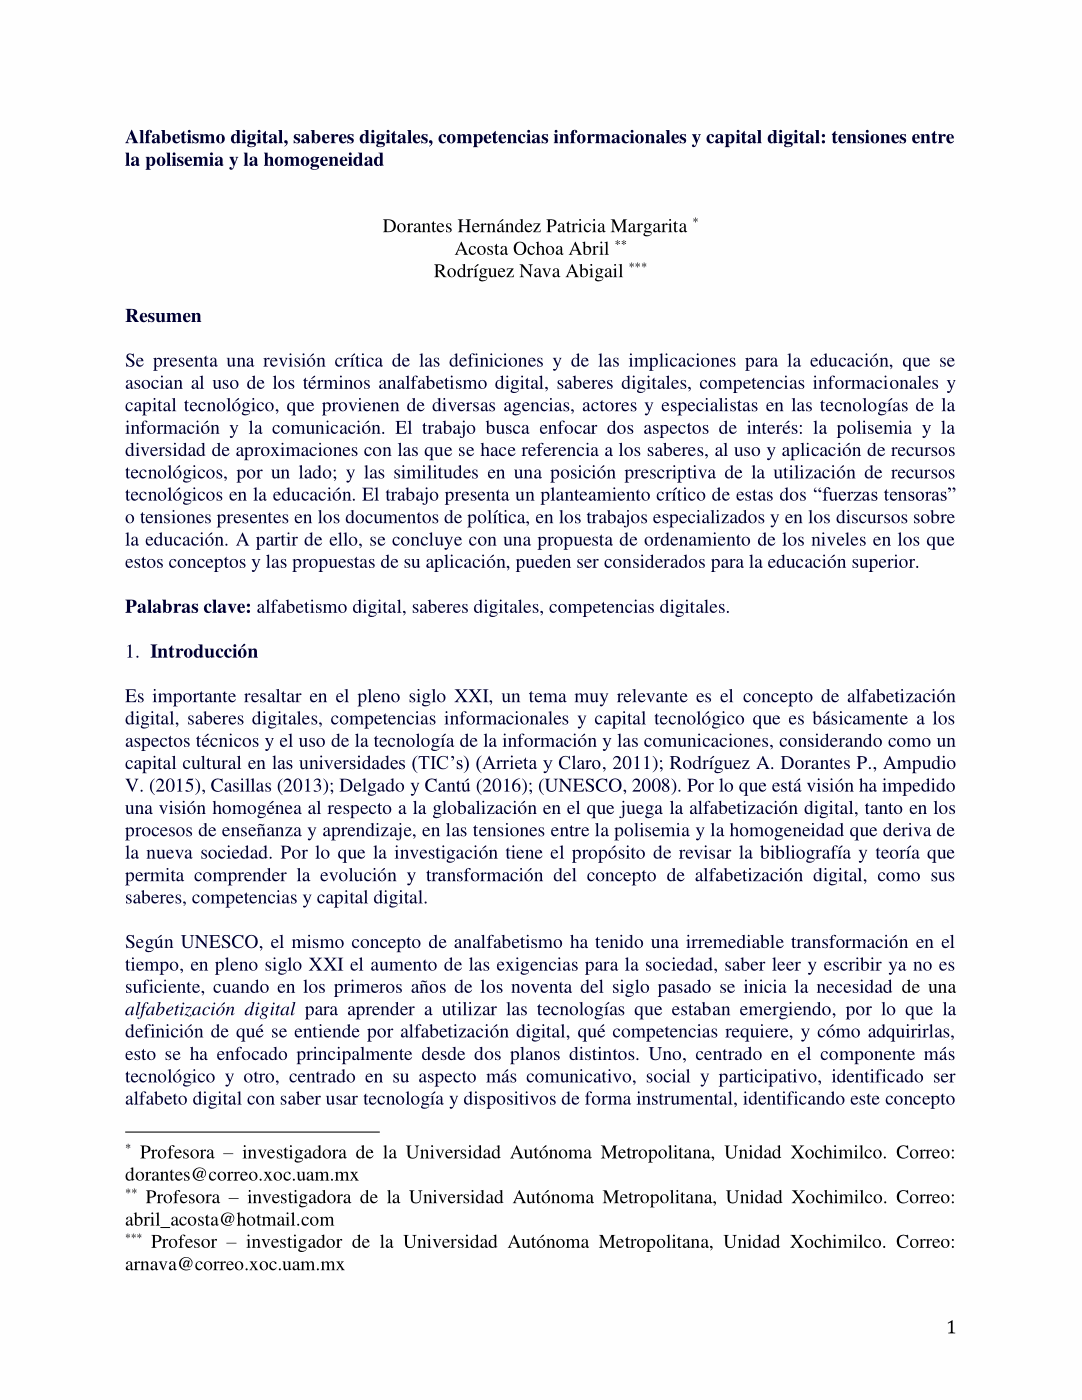 Alfabetismo digital, saberes digitales, competencias informacionales y capital digital: tensiones entre
la polisemia y la homogeneidad
Dorantes Hernández Patricia Margarita *
Acosta Ochoa Abril **
Rodríguez Nava Abigail ***
Resumen
Se presenta una revisión crítica de las definiciones y de las implicaciones para la educación, que se
asocian al uso de los términos analfabetismo digital, saberes digitales, competencias informacionales y
capital tecnológico, que provienen de diversas agencias, actores y especialistas en las tecnologías de la
información y la comunicación. El trabajo busca enfocar dos aspectos de interés: la polisemia y la
diversidad de aproximaciones con las que se hace referencia a los saberes, al uso y aplicación de recursos
tecnológicos, por un lado; y las similitudes en una posición prescriptiva de la utilización de recursos
tecnológicos en la educación. El trabajo presenta un planteamiento crítico de estas dos “fuerzas tensoras”
o tensiones presentes en los documentos de política, en los trabajos especializados y en los discursos sobre
la educación. A partir de ello, se concluye con una propuesta de ordenamiento de los niveles en los que
estos conceptos y las propuestas de su aplicación, pueden ser considerados para la educación superior.
Palabras clave: alfabetismo digital, saberes digitales, competencias digitales.
1. Introducción
Es importante resaltar en el pleno siglo XXI, un tema muy relevante es el concepto de alfabetización
digital, saberes digitales, competencias informacionales y capital tecnológico que es básicamente a los
aspectos técnicos y el uso de la tecnología de la información y las comunicaciones, considerando como un
capital cultural en las universidades (TIC’s) (Arrieta y Claro, 2011); Rodríguez A. Dorantes P., Ampudio
V. (2015), Casillas (2013); Delgado y Cantú (2016); (UNESCO, 2008). Por lo que está visión ha impedido
una visión homogénea al respecto a la globalización en el que juega la alfabetización digital, tanto en los
procesos de enseñanza y aprendizaje, en las tensiones entre la polisemia y la homogeneidad que deriva de
la nueva sociedad. Por lo que la investigación tiene el propósito de revisar la bibliografía y teoría que
permita comprender la evolución y transformación del concepto de alfabetización digital, como sus
saberes, competencias y capital digital.
Según UNESCO, el mismo concepto de analfabetismo ha tenido una irremediable transformación en el
tiempo, en pleno siglo XXI el aumento de las exigencias para la sociedad, saber leer y escribir ya no es
suficiente, cuando en los primeros años de los noventa del siglo pasado se inicia la necesidad de una
alfabetización digital para aprender a utilizar las tecnologías que estaban emergiendo, por lo que la
definición de qué se entiende por alfabetización digital, qué competencias requiere, y cómo adquirirlas,
esto se ha enfocado principalmente desde dos planos distintos. Uno, centrado en el componente más
tecnológico y otro, centrado en su aspecto más comunicativo, social y participativo, identificado ser
alfabeto digital con saber usar tecnología y dispositivos de forma instrumental, identificando este concepto
* Profesora – investigadora de la Universidad Autónoma Metropolitana, Unidad Xochimilco. Correo:
dorantes@correo.xoc.uam.mx
** Profesora – investigadora de la Universidad Autónoma Metropolitana, Unidad Xochimilco. Correo:
abril_acosta@hotmail.com
*** Profesor – investigador de la Universidad Autónoma Metropolitana, Unidad Xochimilco. Correo:
arnava@correo.xoc.uam.mx
1